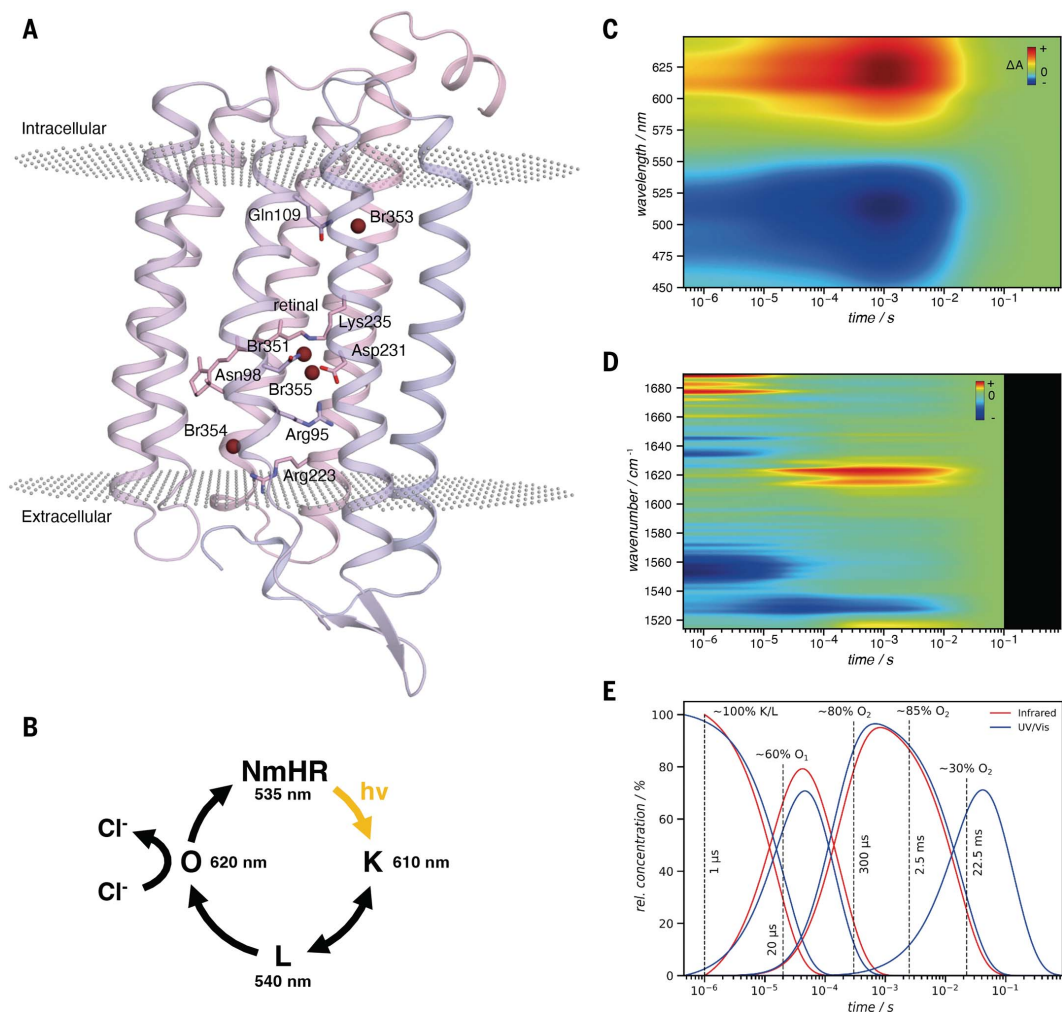 A
Intracellular
Gln109
Br353
retinal
Lys235
Br351
Asp231
Asn98
Br355
Br354
Arg95
Arg223
Extracellular
B
NmHR
535 nm
hν
Cl⁻
O
620 nm
K
610 nm
Cl⁻
L
540 nm
C
wavelength / nm
625
600
575
550
525
500
475
450
ΔA
+
0
-
10⁻⁶
10⁻⁵
10⁻⁴
10⁻³
10⁻²
10⁻¹
time / s
D
wavenumber / cm⁻¹
1680
1660
1640
1620
1600
1580
1560
1540
1520
+
0
-
10⁻⁶
10⁻⁵
10⁻⁴
10⁻³
10⁻²
10⁻¹
time / s
E
rel. concentration / %
100
80
60
40
20
0
~100% K/L
~80% O₂
~85% O₂
Infrared
UV/Vis
~60% O₁
~30% O₂
1 μs
20 μs
300 μs
2.5 ms
22.5 ms
10⁻⁶
10⁻⁵
10⁻⁴
10⁻³
10⁻²
10⁻¹
time / s